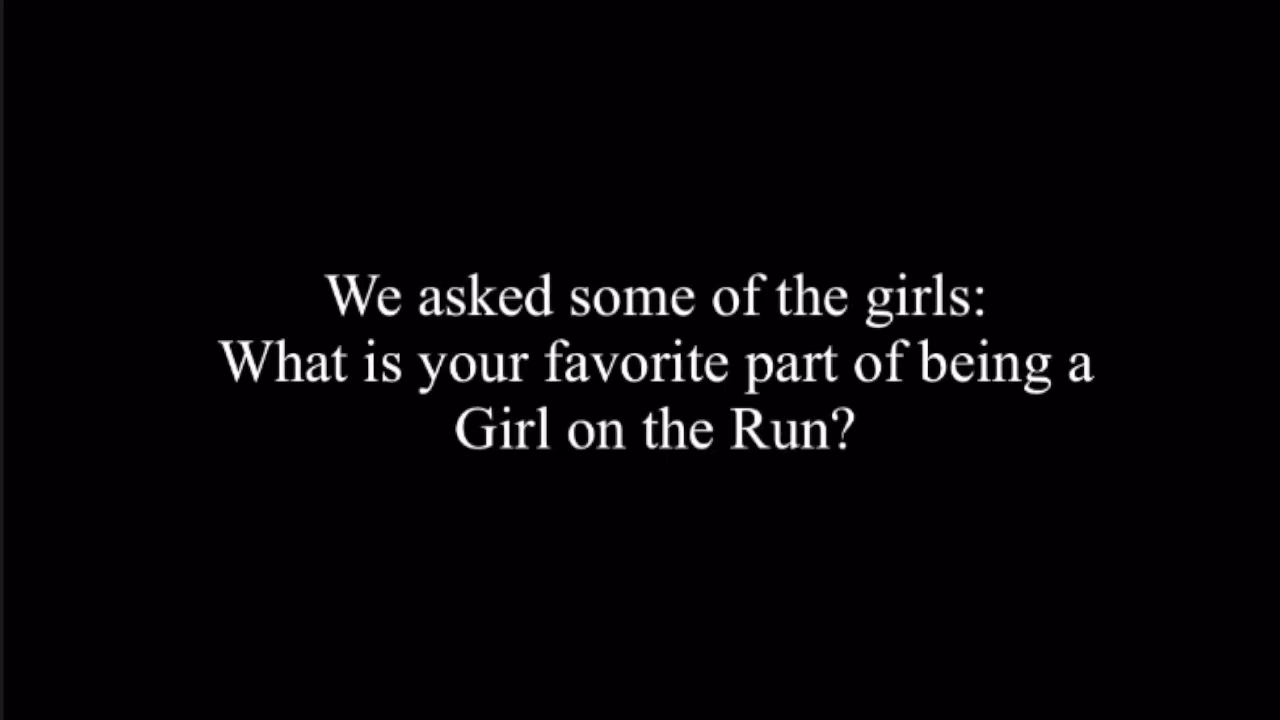 We asked some of the girls:
What is your favorite part of being a
Girl on the Run?